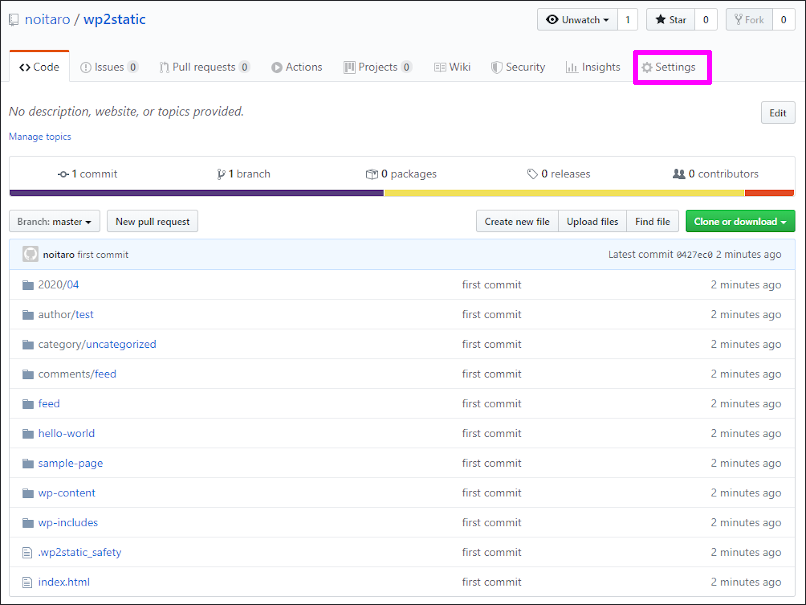 noitaro / wp2static
Unwatch 1 Star 0 Fork 0
Code Issues 0 Pull requests 0 Actions Projects 0 Wiki Security Insights Settings
No description, website, or topics provided. Edit
Manage topics
1 commit 1 branch 0 packages 0 releases 0 contributors
Branch: master New pull request Create new file Upload files Find file Clone or download
noitaro first commit Latest commit 0427ec0 2 minutes ago
2020/04 first commit 2 minutes ago
author/test first commit 2 minutes ago
category/uncategorized first commit 2 minutes ago
comments/feed first commit 2 minutes ago
feed first commit 2 minutes ago
hello-world first commit 2 minutes ago
sample-page first commit 2 minutes ago
wp-content first commit 2 minutes ago
wp-includes first commit 2 minutes ago
.wp2static_safety first commit 2 minutes ago
index.html first commit 2 minutes ago